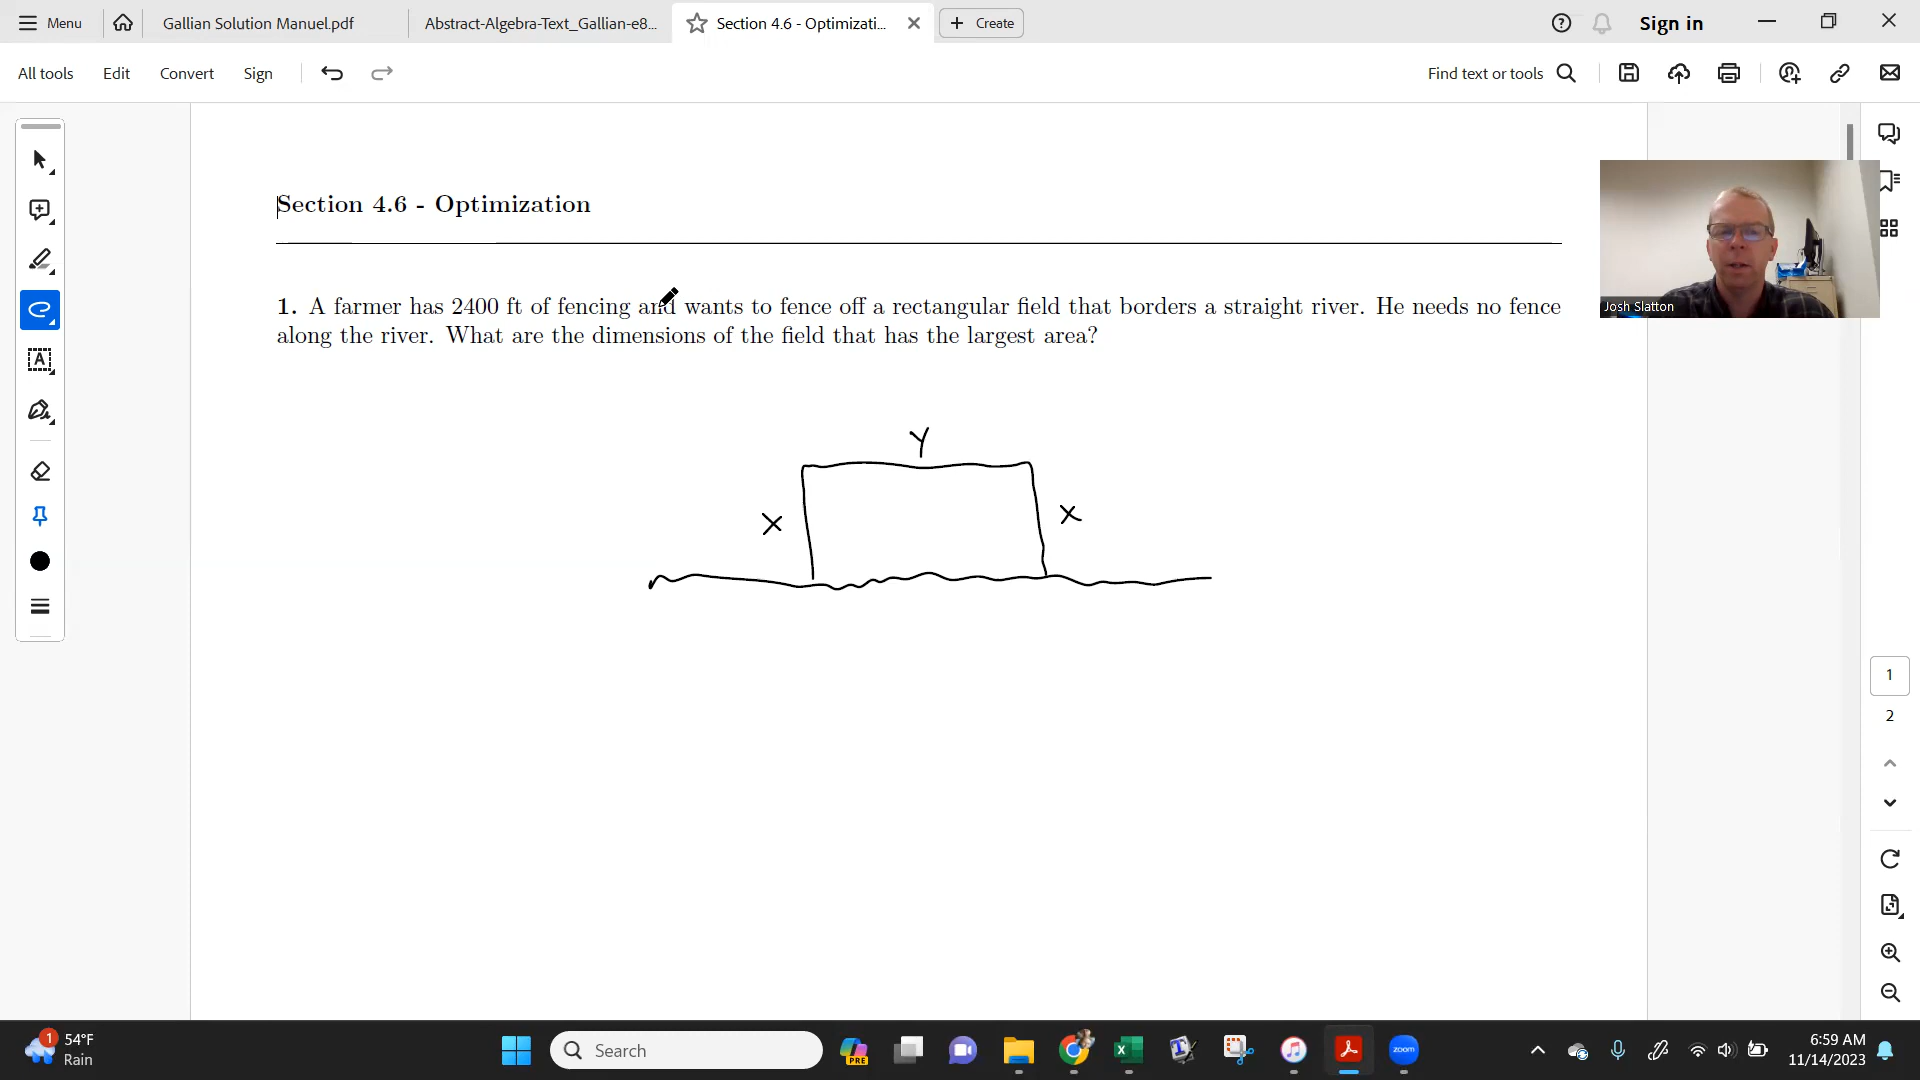 Menu
Gallian Solution Manuel.pdf
Abstract-Algebra-Text_Gallian-e8...
Section 4.6 - Optimizati...
Create
Sign in
All tools
Edit
Convert
Sign
Find text or tools
Section 4.6 - Optimization
1. A farmer has 2400 ft of fencing and wants to fence off a rectangular field that borders a straight river. He needs no fence
along the river. What are the dimensions of the field that has the largest area?
Josh Slatton
Y
X
X
A
1
2
1
54°F
Rain
Search
PRE
zoom
6:59 AM
11/14/2023